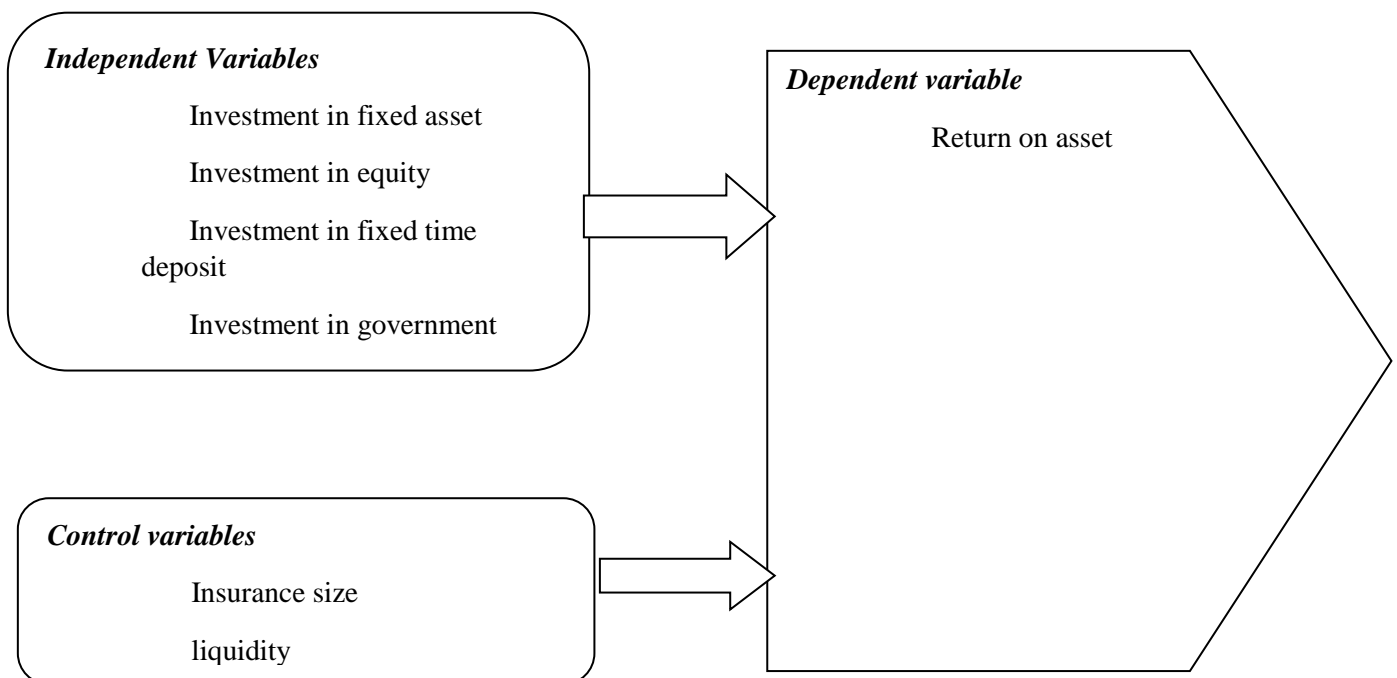 Independent Variables
Investment in fixed asset
Investment in equity
Investment in fixed time
deposit
Investment in government
Dependent variable
Return on asset
Control variables
Insurance size
liquidity